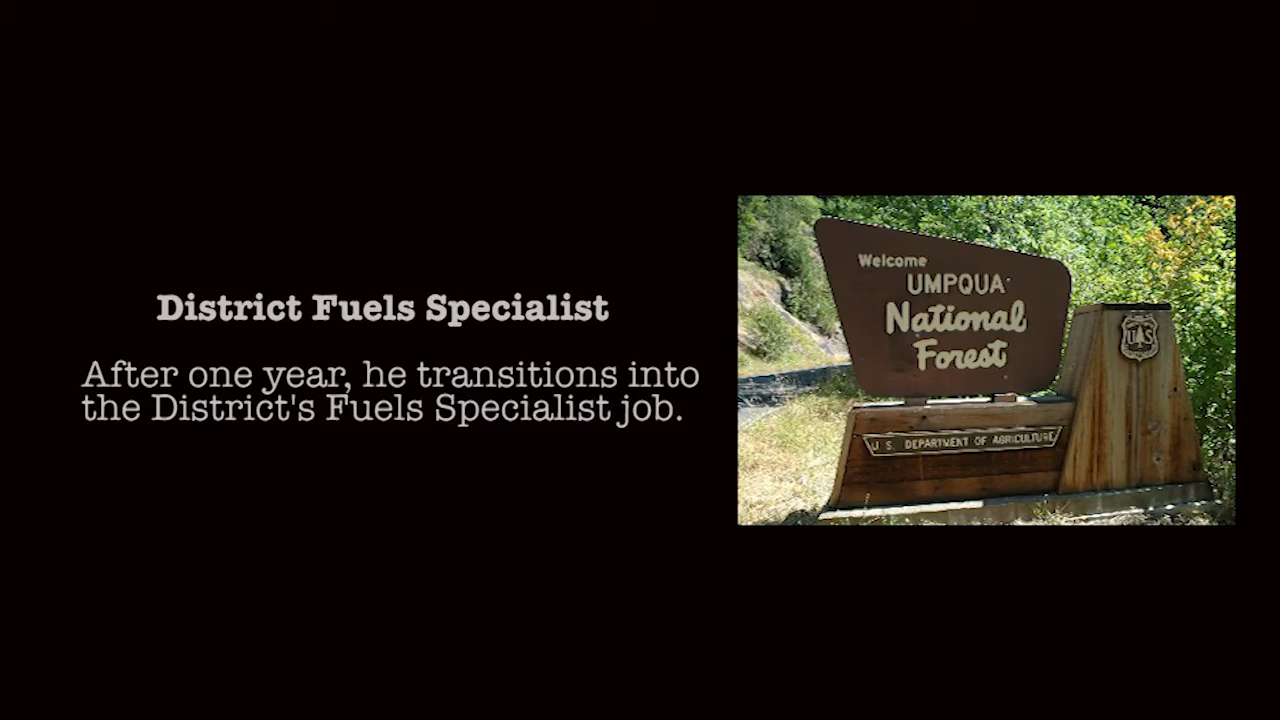 District Fuels Specialist
After one year, he transitions into
the District's Fuels Specialist job.
Welcome
UMPQUA
National
Forest
U.S. DEPARTMENT OF AGRICULTURE
U S